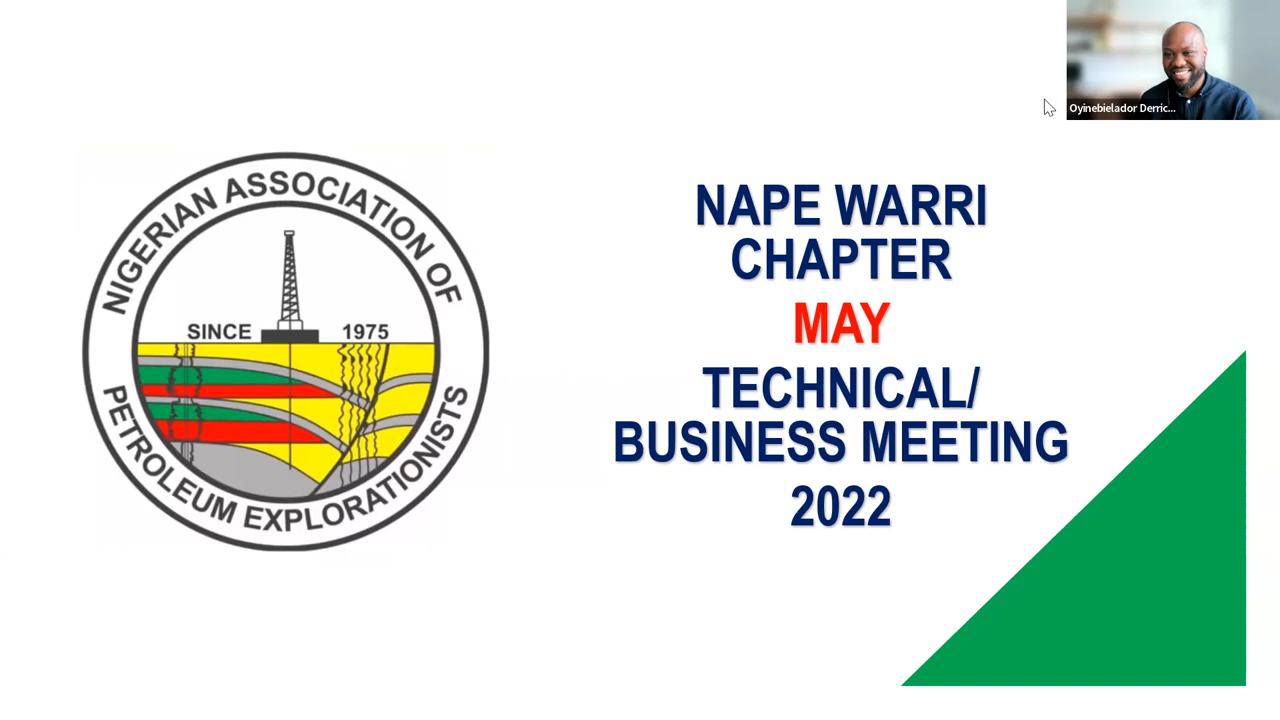 Oyinebielador Derric...
NIGERIAN ASSOCIATION OF
SINCE 1975
PETROLEUM EXPLORATIONISTS
NAPE WARRI
CHAPTER
MAY
TECHNICAL/
BUSINESS MEETING
2022